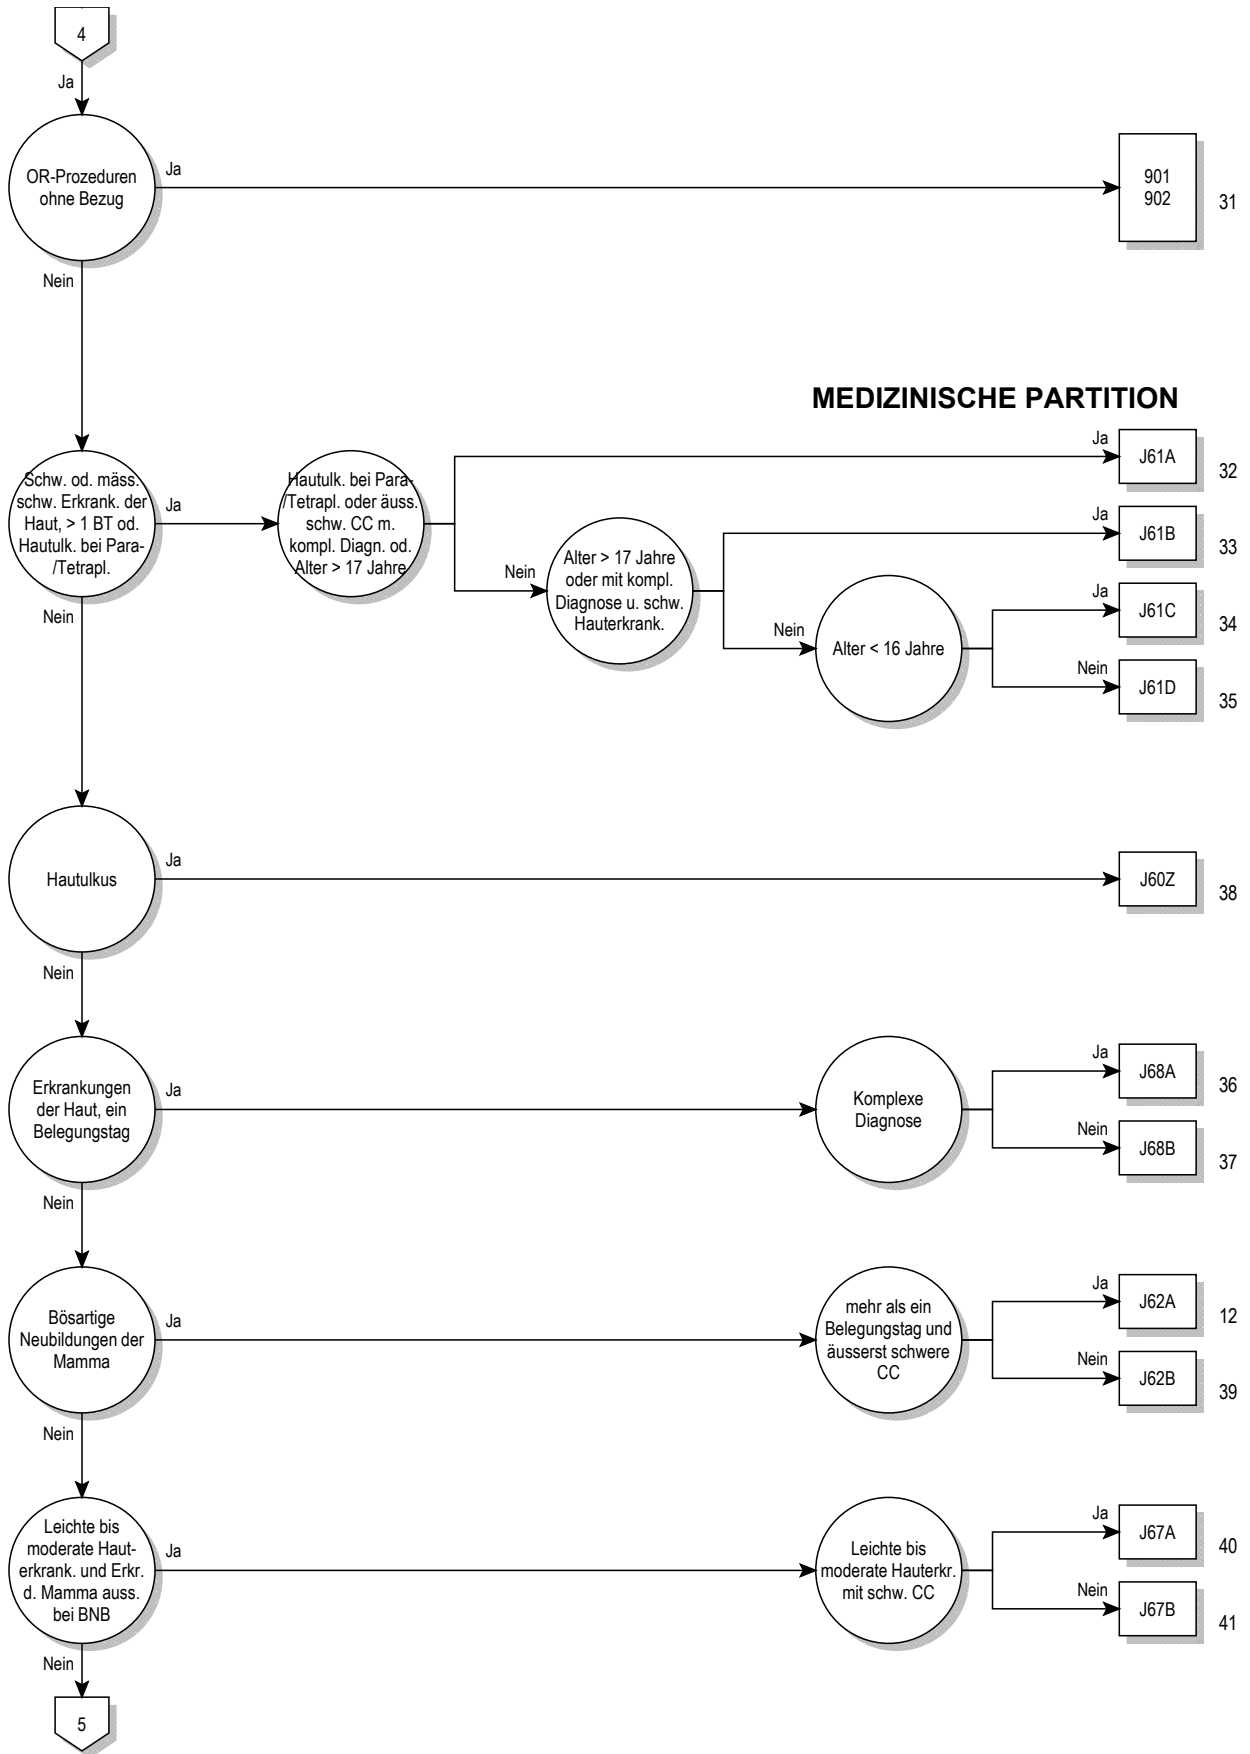 4
Ja
OR-Prozeduren
ohne Bezug
Ja
901
902
31
Nein
MEDIZINISCHE PARTITION
Schw. od. mäss.
schw. Erkrank. der
Haut, > 1 BT od.
Hautulk. bei Para-
/Tetrapl.
Ja
Hautulk. bei Para-
/Tetrapl. oder äuss.
schw. CC m.
kompl. Diagn. od.
Alter > 17 Jahre
Ja
J61A
32
Nein
Alter > 17 Jahre
oder mit kompl.
Diagnose u. schw.
Hauterkrank.
Ja
J61B
33
Nein
Alter < 16 Jahre
Ja
J61C
34
Nein
J61D
35
Nein
Hautulkus
Ja
J60Z
38
Nein
Erkrankungen
der Haut, ein
Belegungstag
Ja
Komplexe
Diagnose
Ja
J68A
36
Nein
J68B
37
Nein
Bösartige
Neubildungen der
Mamma
Ja
mehr als ein
Belegungstag und
äusserst schwere
CC
Ja
J62A
12
Nein
J62B
39
Nein
Leichte bis
moderate Haut-
erkrank. und Erkr.
d. Mamma auss.
bei BNB
Ja
Leichte bis
moderate Hauterkr.
mit schw. CC
Ja
J67A
40
Nein
J67B
41
Nein
5